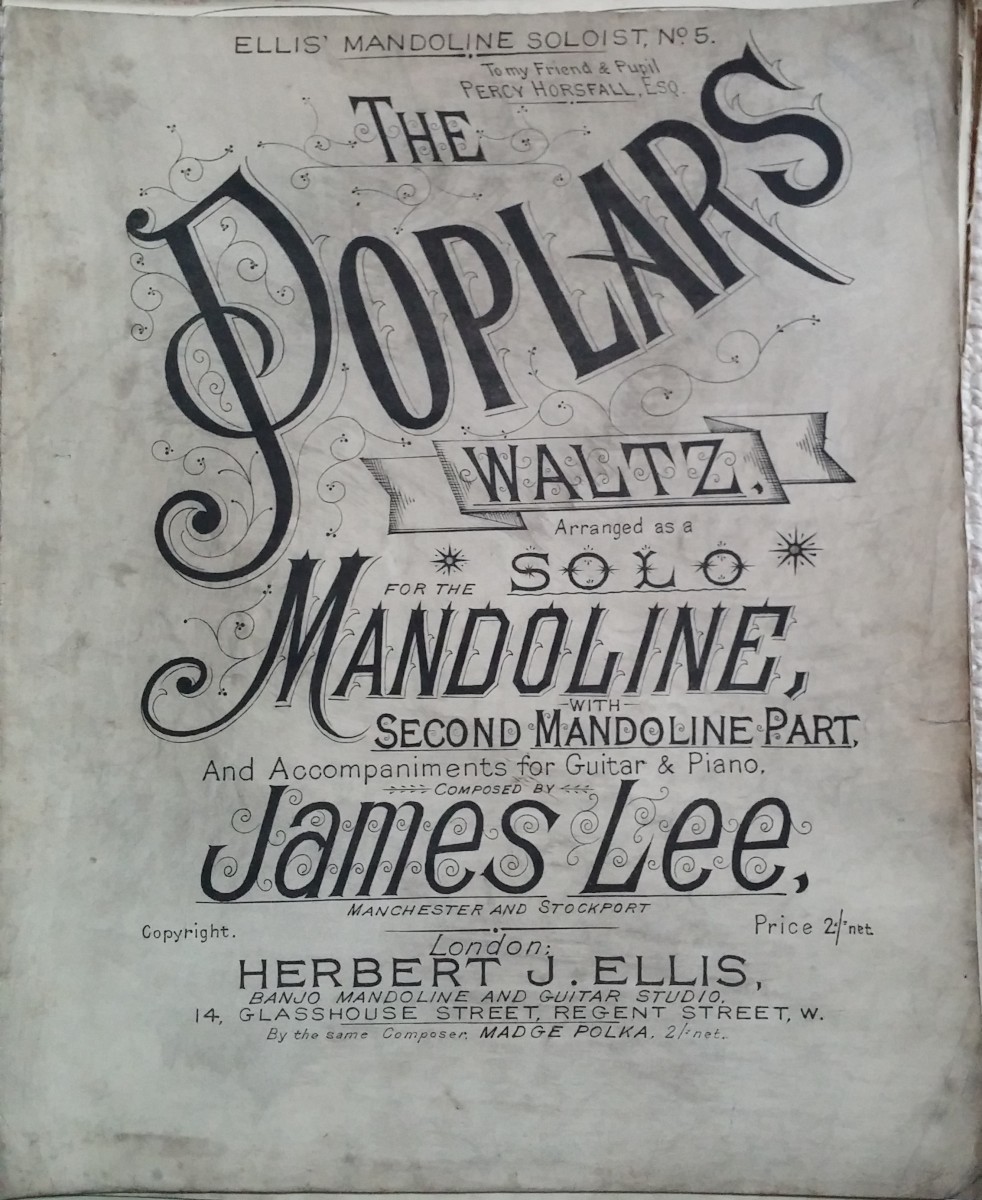 ELLIS' MANDOLINE SOLOIST, No 5.
To my Friend & Pupil
PERCY HORSFALL, ESQ.
THE
POPLARS
WALTZ,
Arranged as a
SOLO
FOR THE
MANDOLINE,
WITH
SECOND MANDOLINE PART,
And Accompaniments for Guitar & Piano.
COMPOSED BY
James Lee,
MANCHESTER AND STOCKPORT
Copyright.
Price 2/- net.
London:
HERBERT J. ELLIS,
BANJO MANDOLINE AND GUITAR STUDIO,
14, GLASSHOUSE STREET, REGENT STREET, W.
By the same Composer, MADGE POLKA. 2/- net.